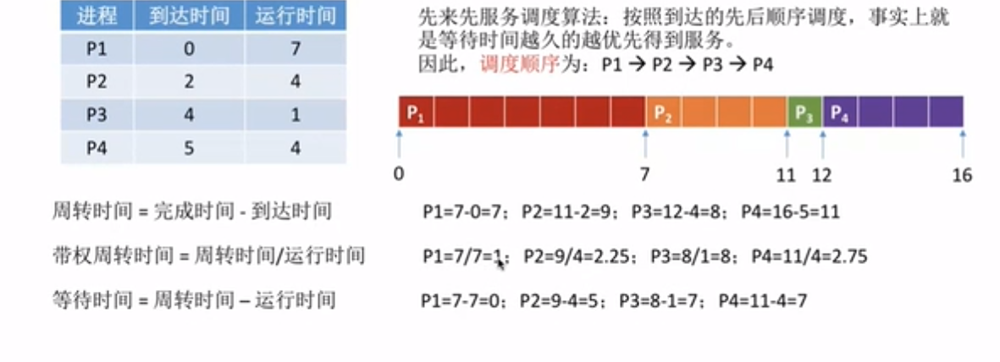 进程 到达时间 运行时间
P1 0 7
P2 2 4
P3 4 1
P4 5 4
先来先服务调度算法：按照到达的先后顺序调度，事实上就
是等待时间越久的越优先得到服务。
因此，调度顺序为：P1 → P2 → P3 → P4
P1 P2 P3 P4
0 7 11 12 16
周转时间 = 完成时间 - 到达时间 P1=7-0=7；P2=11-2=9；P3=12-4=8；P4=16-5=11
带权周转时间 = 周转时间/运行时间 P1=7/7=1；P2=9/4=2.25；P3=8/1=8；P4=11/4=2.75
等待时间 = 周转时间 – 运行时间 P1=7-7=0；P2=9-4=5；P3=8-1=7；P4=11-4=7